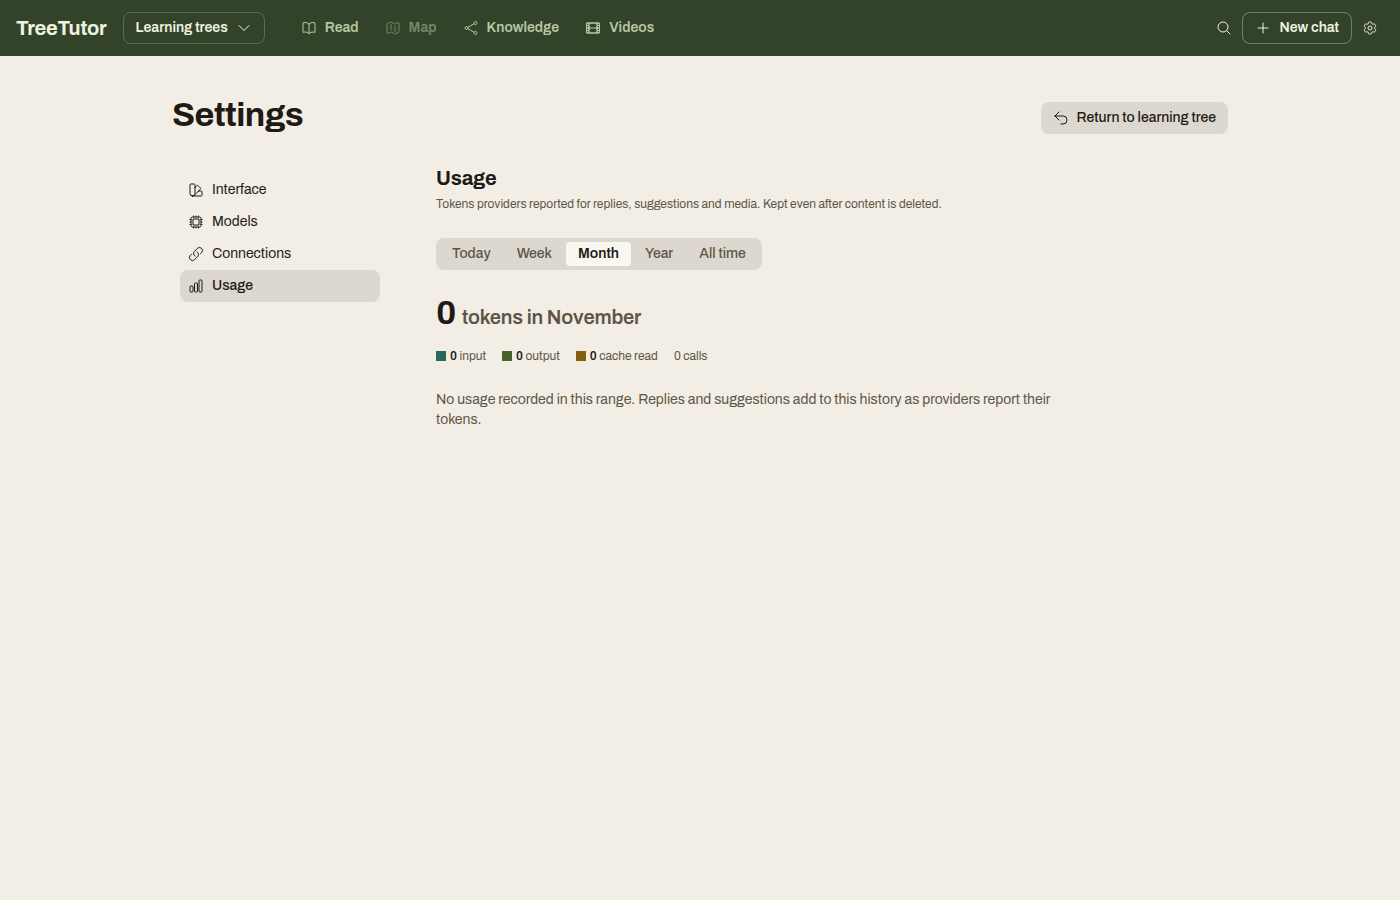 TreeTutor
Learning trees
Read
Map
Knowledge
Videos
New chat
Settings
Return to learning tree
Interface
Models
Connections
Usage
Usage
Tokens providers reported for replies, suggestions and media. Kept even after content is deleted.
Today
Week
Month
Year
All time
0 tokens in November
0 input
0 output
0 cache read
0 calls
No usage recorded in this range. Replies and suggestions add to this history as providers report their
tokens.